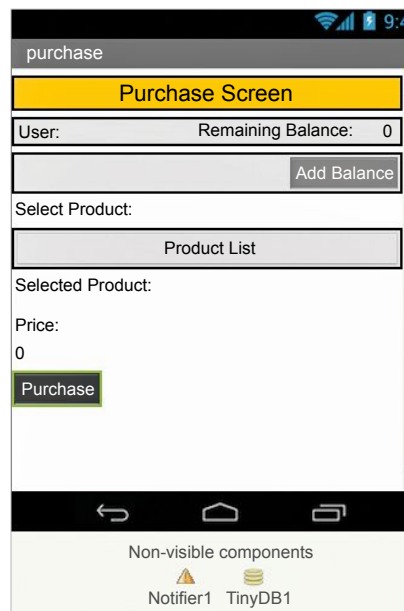 9:4
purchase
Purchase Screen
User: Remaining Balance: 0
Add Balance
Select Product:
Product List
Selected Product:
Price:
0
Purchase
Non-visible components
Notifier1 TinyDB1